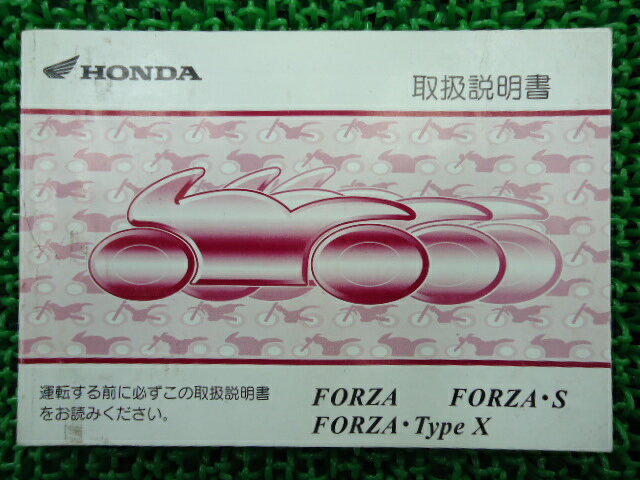 HONDA
取扱説明書
運転する前に必ずこの取扱説明書
をお読みください。
FORZA FORZA・S
FORZA・Type X